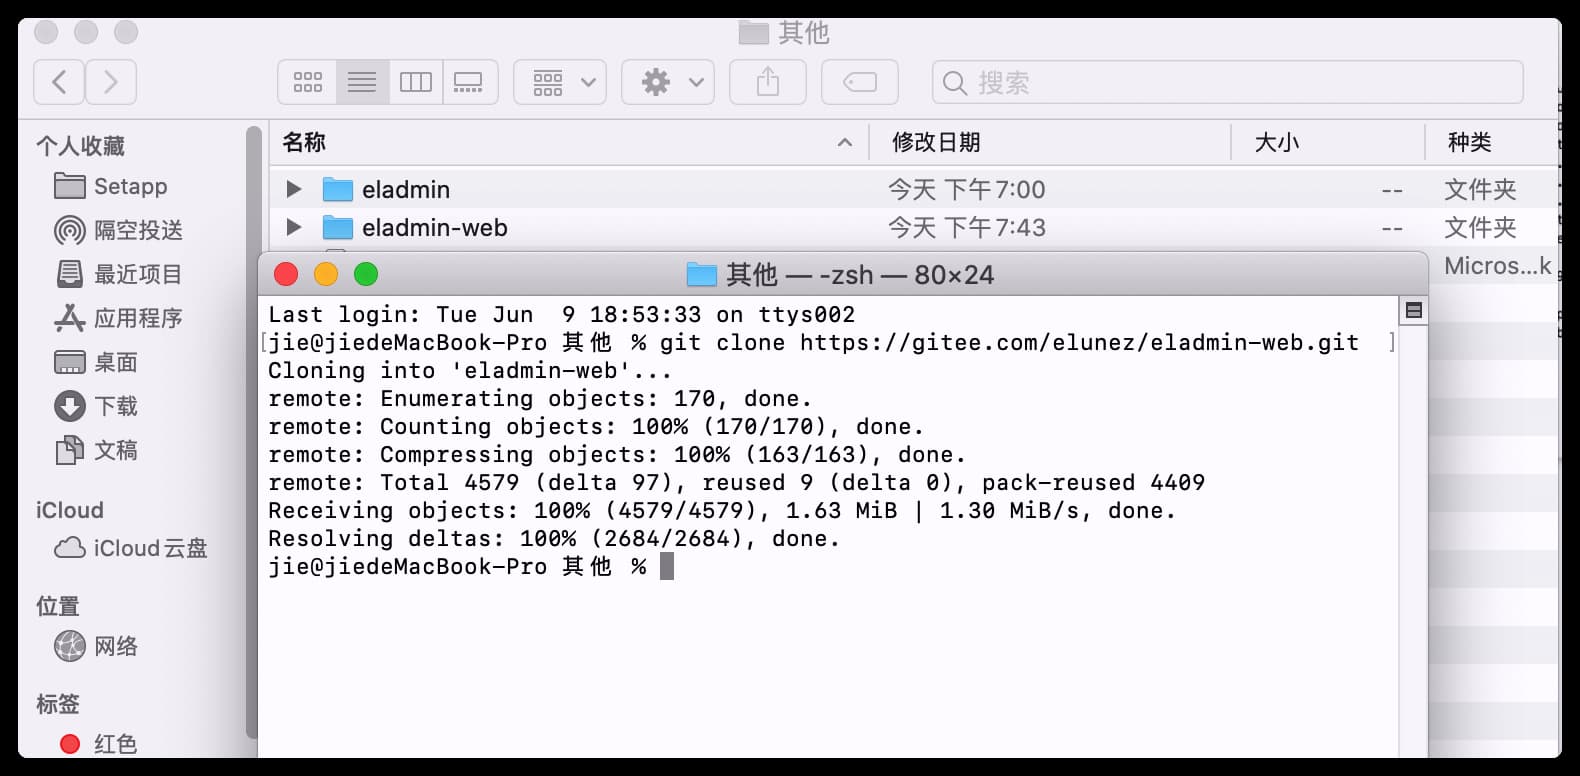 其他
搜索
个人收藏
Setapp
隔空投送
最近项目
应用程序
桌面
下载
文稿
iCloud
iCloud云盘
位置
网络
标签
红色
名称 修改日期 大小 种类
eladmin 今天 下午7:00 -- 文件夹
eladmin-web 今天 下午7:43 -- 文件夹
Micros...k
其他 — -zsh — 80×24
Last login: Tue Jun  9 18:53:33 on ttys002
[jie@jiedeMacBook-Pro 其他 % git clone https://gitee.com/elunez/eladmin-web.git ]
Cloning into 'eladmin-web'...
remote: Enumerating objects: 170, done.
remote: Counting objects: 100% (170/170), done.
remote: Compressing objects: 100% (163/163), done.
remote: Total 4579 (delta 97), reused 9 (delta 0), pack-reused 4409
Receiving objects: 100% (4579/4579), 1.63 MiB | 1.30 MiB/s, done.
Resolving deltas: 100% (2684/2684), done.
jie@jiedeMacBook-Pro 其他 %